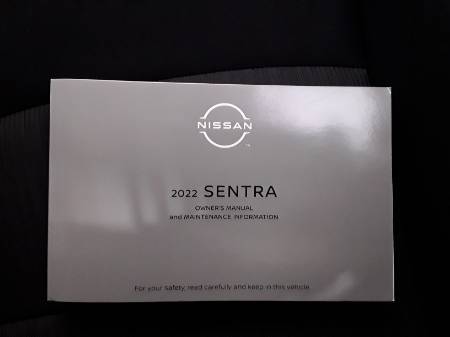 NISSAN
2022 SENTRA
OWNER'S MANUAL
and MAINTENANCE INFORMATION
For your safety, read carefully and keep in this vehicle.